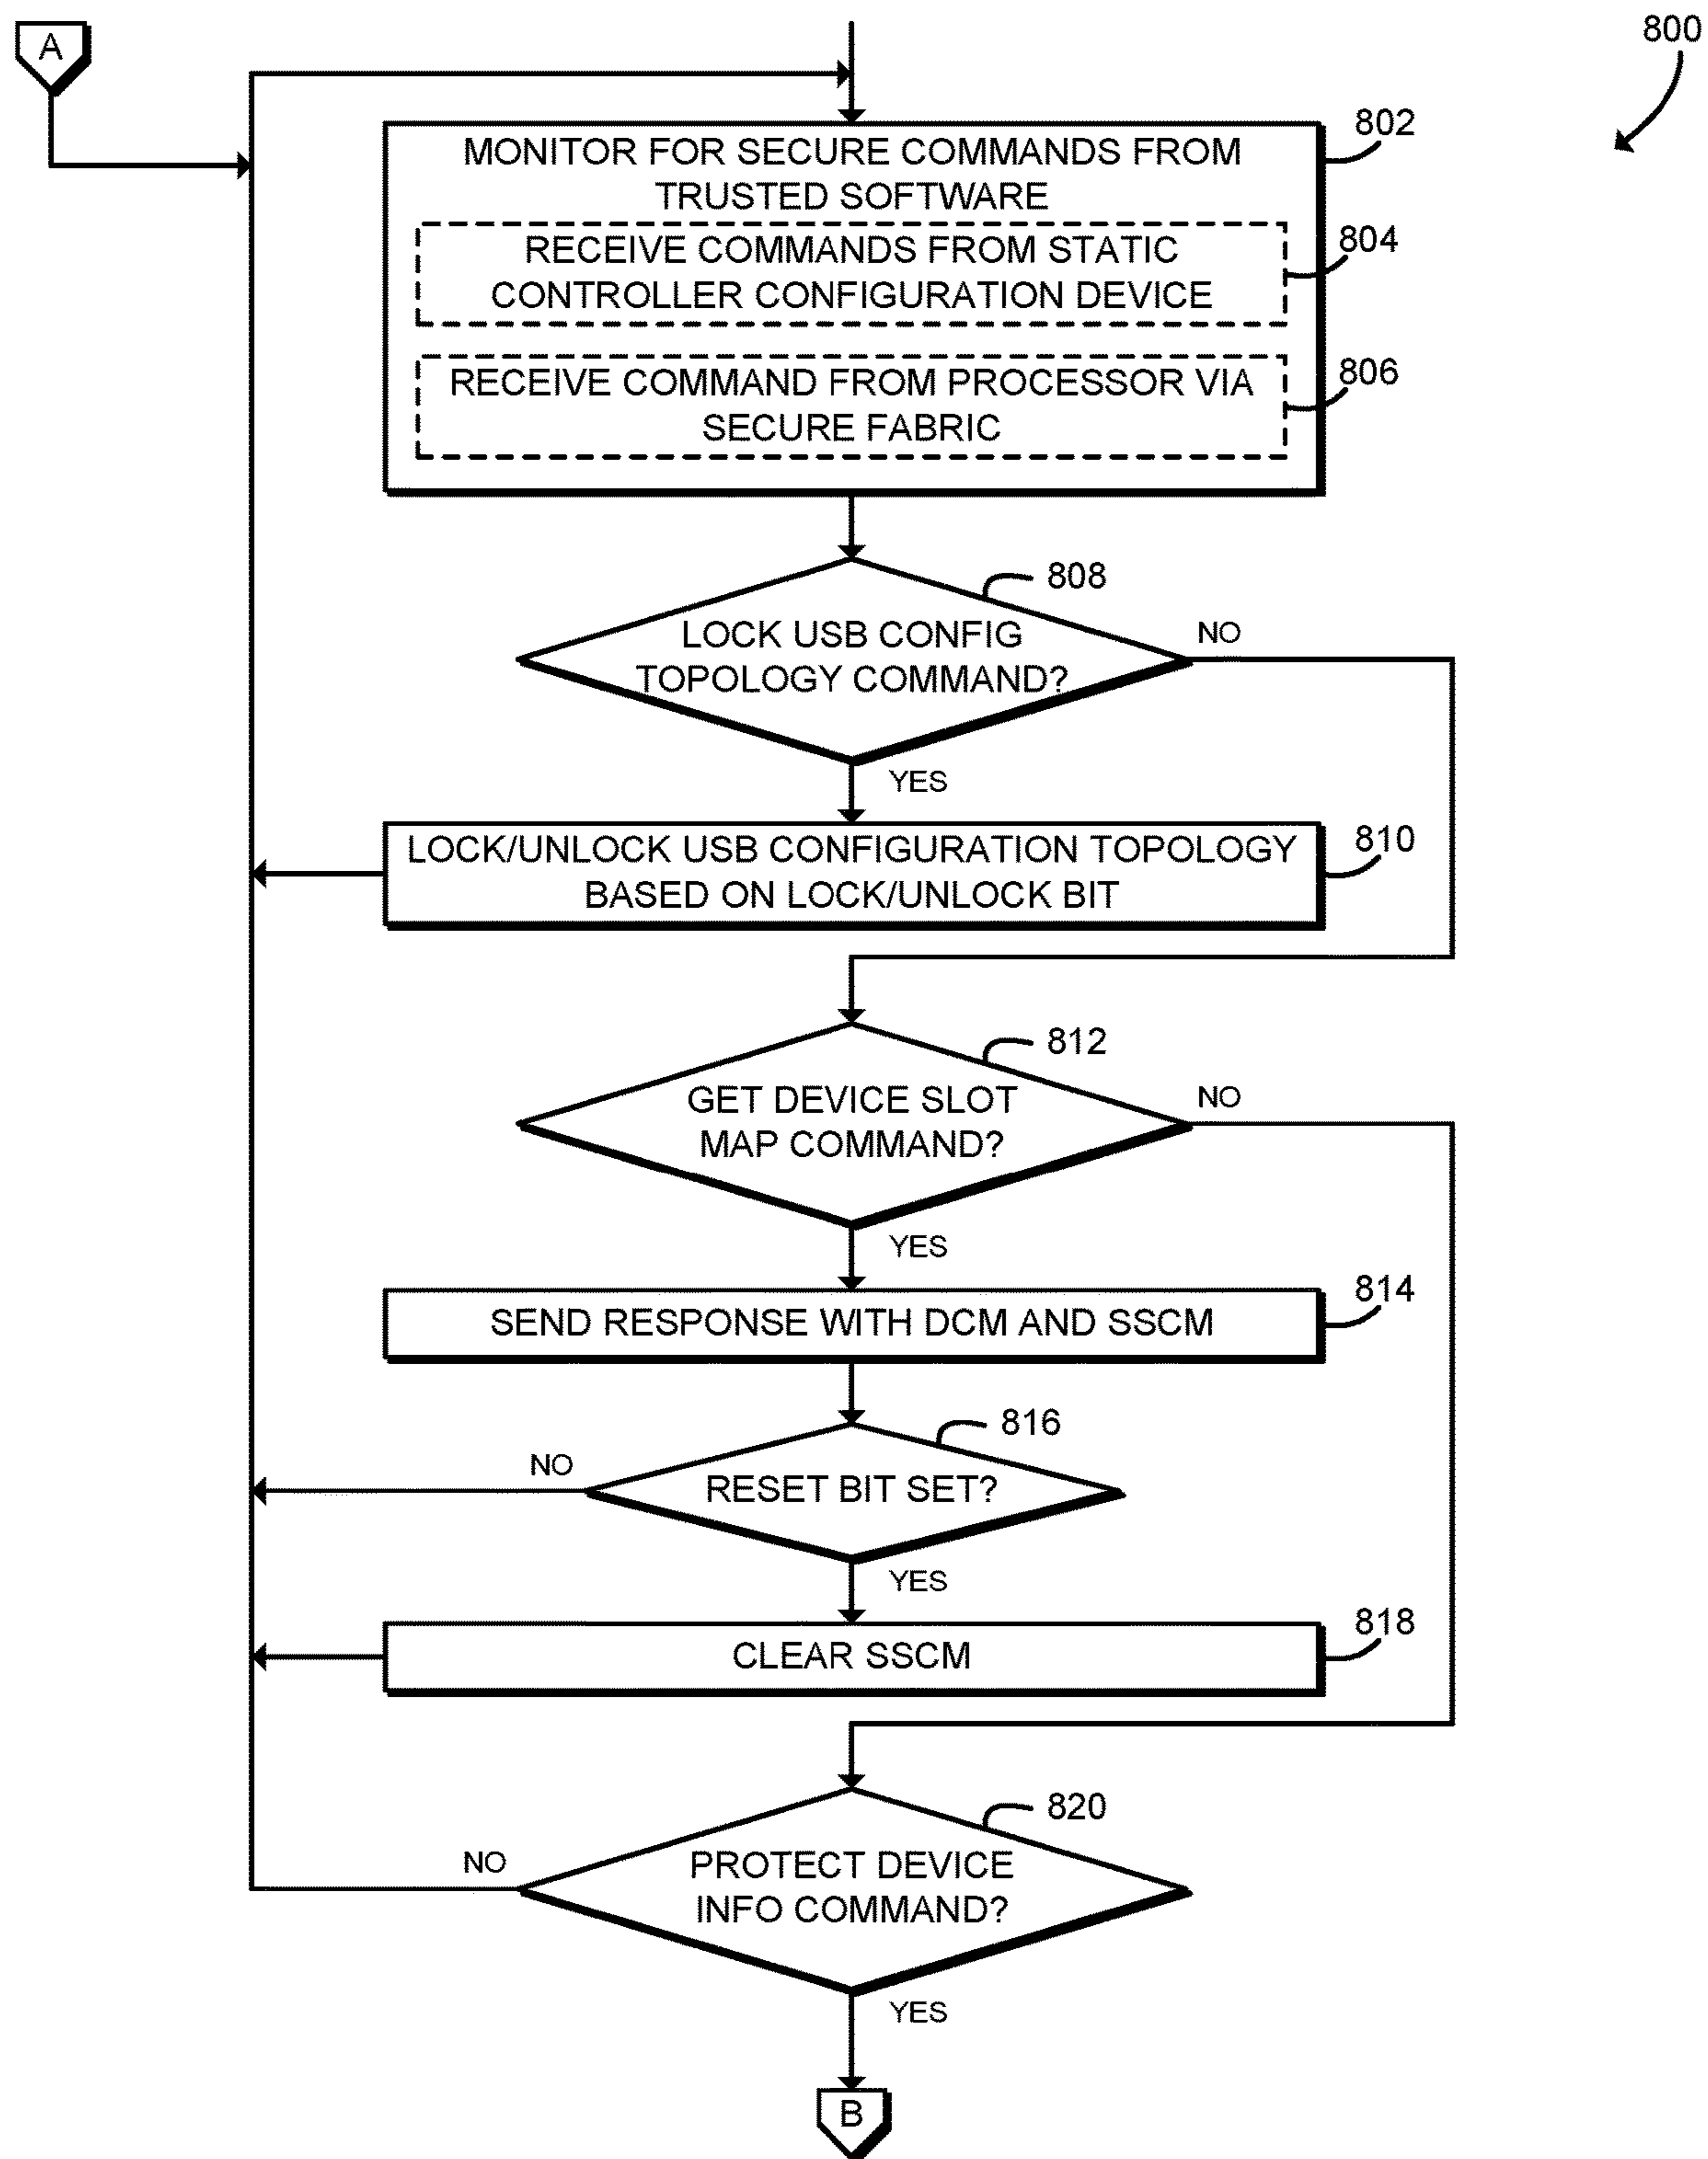 A
800
MONITOR FOR SECURE COMMANDS FROM
TRUSTED SOFTWARE
802
RECEIVE COMMANDS FROM STATIC
CONTROLLER CONFIGURATION DEVICE
804
RECEIVE COMMAND FROM PROCESSOR VIA
SECURE FABRIC
806
808
LOCK USB CONFIG
TOPOLOGY COMMAND?
NO
YES
LOCK/UNLOCK USB CONFIGURATION TOPOLOGY
BASED ON LOCK/UNLOCK BIT
810
812
GET DEVICE SLOT
MAP COMMAND?
NO
YES
SEND RESPONSE WITH DCM AND SSCM
814
816
RESET BIT SET?
NO
YES
CLEAR SSCM
818
820
PROTECT DEVICE
INFO COMMAND?
NO
YES
B